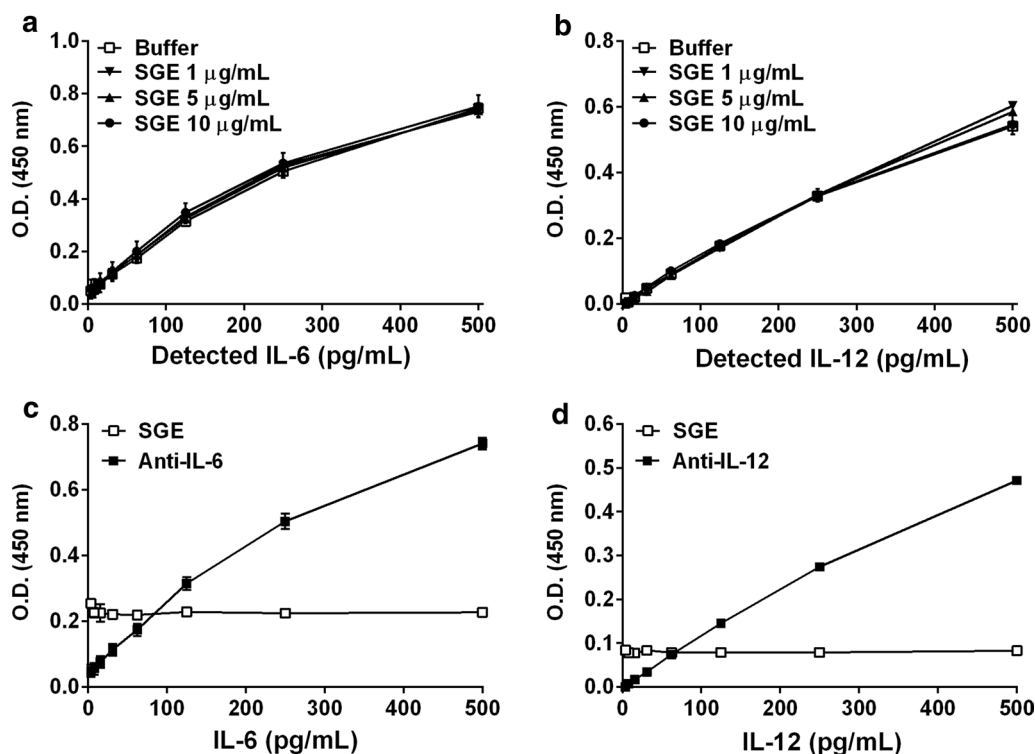 a
1.0
0.8
0.6
0.4
0.2
0.0
O.D. (450 nm)
Buffer
SGE 1 μg/mL
SGE 5 μg/mL
SGE 10 μg/mL
0 100 200 300 400 500
Detected IL-6 (pg/mL)
b
0.8
0.6
0.4
0.2
0.0
O.D. (450 nm)
Buffer
SGE 1 μg/mL
SGE 5 μg/mL
SGE 10 μg/mL
0 100 200 300 400 500
Detected IL-12 (pg/mL)
c
0.8
0.6
0.4
0.2
0.0
O.D. (450 nm)
SGE
Anti-IL-6
0 100 200 300 400 500
IL-6 (pg/mL)
d
0.6
0.5
0.4
0.3
0.2
0.1
0.0
O.D. (450 nm)
SGE
Anti-IL-12
0 100 200 300 400 500
IL-12 (pg/mL)